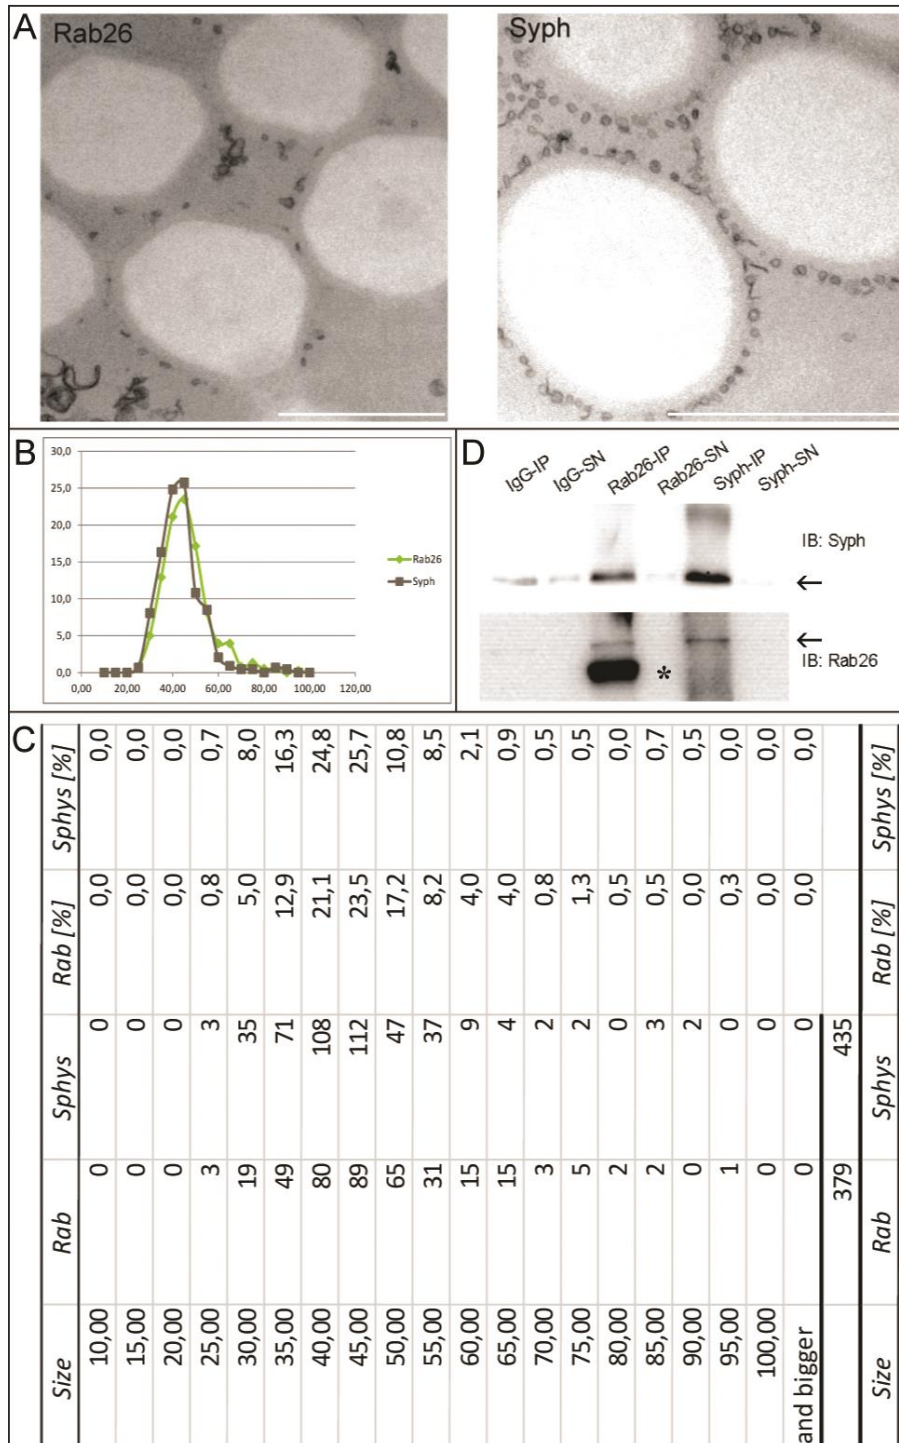 A
Rab26
Syph
B
30,0
25,0
20,0
15,0
10,0
5,0
0,0
0,00 20,00 40,00 60,00 80,00 100,00 120,00
Rab26
Syph
D
IgG-IP IgG-SN Rab26-IP Rab26-SN Syph-IP Syph-SN
IB: Syph
←
←
IB: Rab26
*
C
Size Rab Sphys Rab [%] Sphys [%]
10,00 0 0 0,0 0,0
15,00 0 0 0,0 0,0
20,00 0 0 0,0 0,0
25,00 3 3 0,8 0,7
30,00 19 35 5,0 8,0
35,00 49 71 12,9 16,3
40,00 80 108 21,1 24,8
45,00 89 112 23,5 25,7
50,00 65 47 17,2 10,8
55,00 31 37 8,2 8,5
60,00 15 9 4,0 2,1
65,00 15 4 4,0 0,9
70,00 3 2 0,8 0,5
75,00 5 2 1,3 0,5
80,00 2 0 0,5 0,0
85,00 2 3 0,5 0,7
90,00 0 2 0,0 0,5
95,00 1 0 0,3 0,0
100,00 0 0 0,0 0,0
and bigger 0 0 0,0 0,0
379 435
Size Rab Sphys Rab [%] Sphys [%]